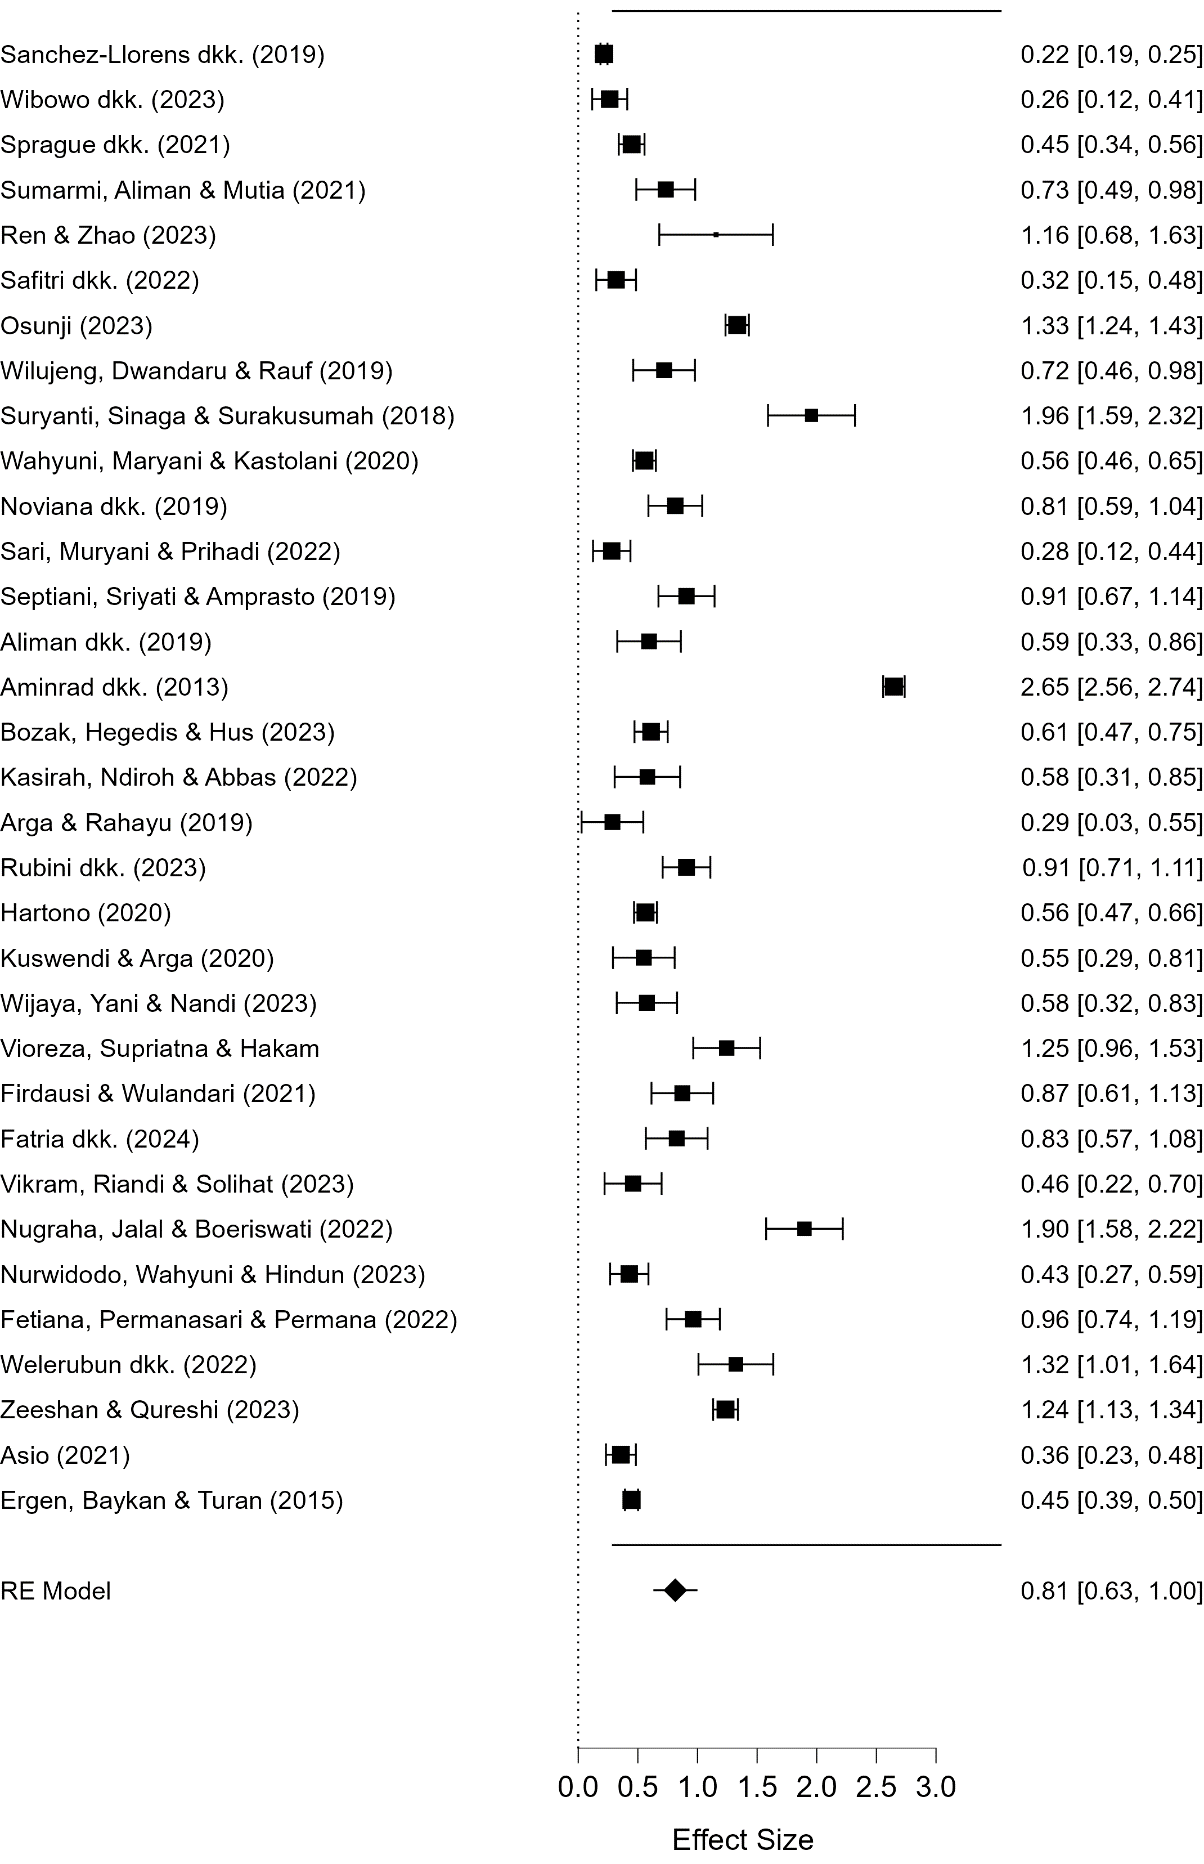 Sanchez-Llorens dkk. (2019) 0.22 [0.19, 0.25]
Wibowo dkk. (2023) 0.26 [0.12, 0.41]
Sprague dkk. (2021) 0.45 [0.34, 0.56]
Sumarmi, Aliman & Mutia (2021) 0.73 [0.49, 0.98]
Ren & Zhao (2023) 1.16 [0.68, 1.63]
Safitri dkk. (2022) 0.32 [0.15, 0.48]
Osunji (2023) 1.33 [1.24, 1.43]
Wilujeng, Dwandaru & Rauf (2019) 0.72 [0.46, 0.98]
Suryanti, Sinaga & Surakusumah (2018) 1.96 [1.59, 2.32]
Wahyuni, Maryani & Kastolani (2020) 0.56 [0.46, 0.65]
Noviana dkk. (2019) 0.81 [0.59, 1.04]
Sari, Muryani & Prihadi (2022) 0.28 [0.12, 0.44]
Septiani, Sriyati & Amprasto (2019) 0.91 [0.67, 1.14]
Aliman dkk. (2019) 0.59 [0.33, 0.86]
Aminrad dkk. (2013) 2.65 [2.56, 2.74]
Bozak, Hegedis & Hus (2023) 0.61 [0.47, 0.75]
Kasirah, Ndiroh & Abbas (2022) 0.58 [0.31, 0.85]
Arga & Rahayu (2019) 0.29 [0.03, 0.55]
Rubini dkk. (2023) 0.91 [0.71, 1.11]
Hartono (2020) 0.56 [0.47, 0.66]
Kuswendi & Arga (2020) 0.55 [0.29, 0.81]
Wijaya, Yani & Nandi (2023) 0.58 [0.32, 0.83]
Vioreza, Supriatna & Hakam 1.25 [0.96, 1.53]
Firdausi & Wulandari (2021) 0.87 [0.61, 1.13]
Fatria dkk. (2024) 0.83 [0.57, 1.08]
Vikram, Riandi & Solihat (2023) 0.46 [0.22, 0.70]
Nugraha, Jalal & Boeriswati (2022) 1.90 [1.58, 2.22]
Nurwidodo, Wahyuni & Hindun (2023) 0.43 [0.27, 0.59]
Fetiana, Permanasari & Permana (2022) 0.96 [0.74, 1.19]
Welerubun dkk. (2022) 1.32 [1.01, 1.64]
Zeeshan & Qureshi (2023) 1.24 [1.13, 1.34]
Asio (2021) 0.36 [0.23, 0.48]
Ergen, Baykan & Turan (2015) 0.45 [0.39, 0.50]
RE Model 0.81 [0.63, 1.00]
0.0 0.5 1.0 1.5 2.0 2.5 3.0
Effect Size